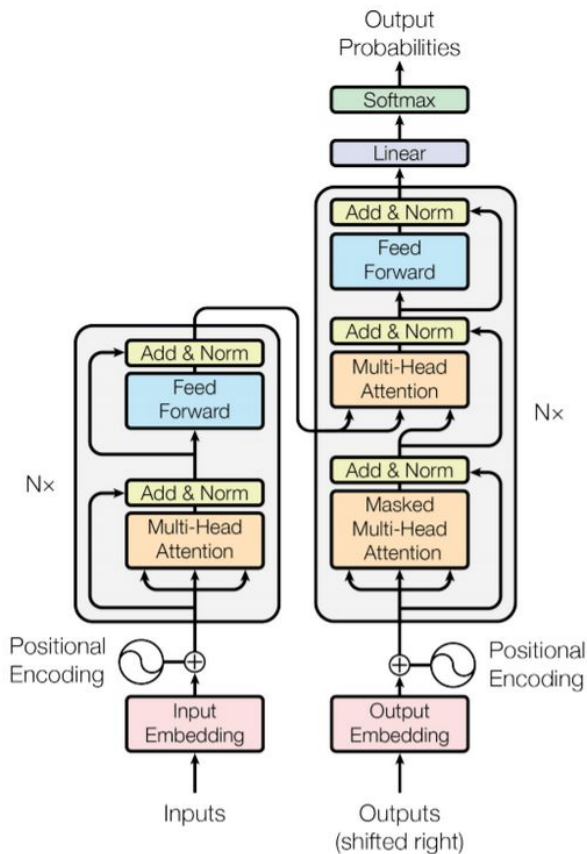 Output
Probabilities
Softmax
Linear
Add & Norm
Feed
Forward
Add & Norm
Multi-Head
Attention
Nx
Add & Norm
Masked
Multi-Head
Attention
Add & Norm
Feed
Forward
Nx
Add & Norm
Multi-Head
Attention
Positional
Encoding
Positional
Encoding
Input
Embedding
Output
Embedding
Inputs
Outputs
(shifted right)